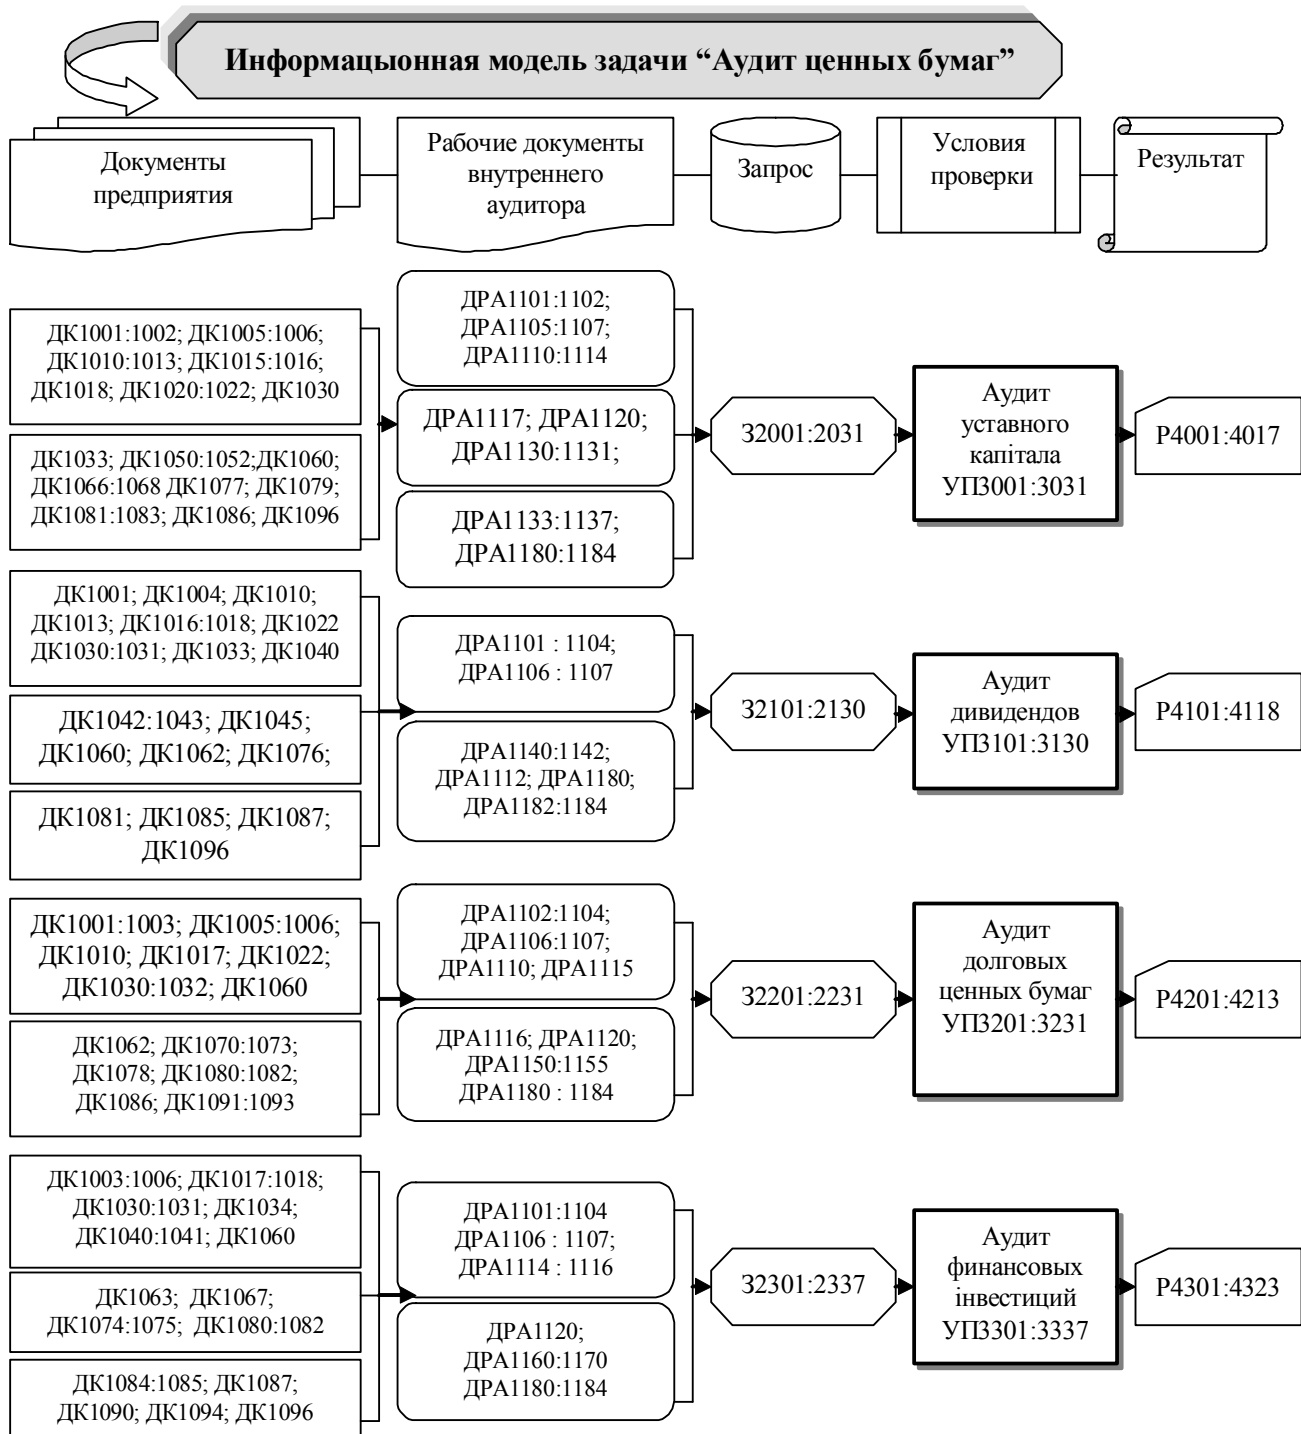 Информацыонная модель задачи “Аудит ценных бумаг”
Документы
предприятия
Рабочие документы
внутреннего
аудитора
Запрос
Условия
проверки
Результат
ДК1001:1002; ДК1005:1006;
ДК1010:1013; ДК1015:1016;
ДК1018; ДК1020:1022; ДК1030
ДК1033; ДК1050:1052;ДК1060;
ДК1066:1068 ДК1077; ДК1079;
ДК1081:1083; ДК1086; ДК1096
ДРА1101:1102;
ДРА1105:1107;
ДРА1110:1114
ДРА1117; ДРА1120;
ДРА1130:1131;
ДРА1133:1137;
ДРА1180:1184
З2001:2031
Аудит
уставного
капітала
УП3001:3031
Р4001:4017
ДК1001; ДК1004; ДК1010;
ДК1013; ДК1016:1018; ДК1022
ДК1030:1031; ДК1033; ДК1040
ДК1042:1043; ДК1045;
ДК1060; ДК1062; ДК1076;
ДК1081; ДК1085; ДК1087;
ДК1096
ДРА1101 : 1104;
ДРА1106 : 1107
ДРА1140:1142;
ДРА1112; ДРА1180;
ДРА1182:1184
З2101:2130
Аудит
дивидендов
УП3101:3130
Р4101:4118
ДК1001:1003; ДК1005:1006;
ДК1010; ДК1017; ДК1022;
ДК1030:1032; ДК1060
ДК1062; ДК1070:1073;
ДК1078; ДК1080:1082;
ДК1086; ДК1091:1093
ДРА1102:1104;
ДРА1106:1107;
ДРА1110; ДРА1115
ДРА1116; ДРА1120;
ДРА1150:1155
ДРА1180 : 1184
З2201:2231
Аудит
долговых
ценных бумаг
УП3201:3231
Р4201:4213
ДК1003:1006; ДК1017:1018;
ДК1030:1031; ДК1034;
ДК1040:1041; ДК1060
ДК1063; ДК1067;
ДК1074:1075; ДК1080:1082
ДК1084:1085; ДК1087;
ДК1090; ДК1094; ДК1096
ДРА1101:1104
ДРА1106 : 1107;
ДРА1114 : 1116
ДРА1120;
ДРА1160:1170
ДРА1180:1184
З2301:2337
Аудит
финансовых
інвестиций
УП3301:3337
Р4301:4323